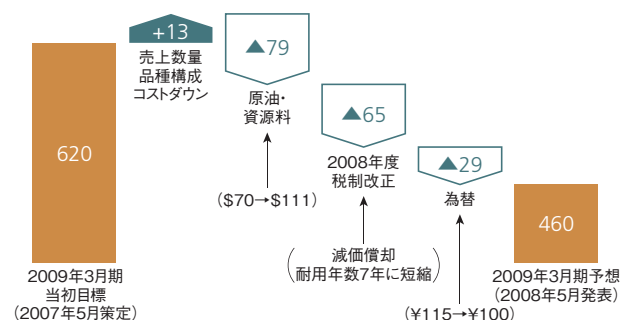 620
2009年3月期
当初目標
(2007年5月策定)
+13
売上数量
品種構成
コストダウン
▲79
原油・
資源料
($70→$111)
▲65
2008年度
税制改正
減価償却
(耐用年数7年に短縮)
▲29
為替
(¥115→¥100)
460
2009年3月期予想
(2008年5月発表)